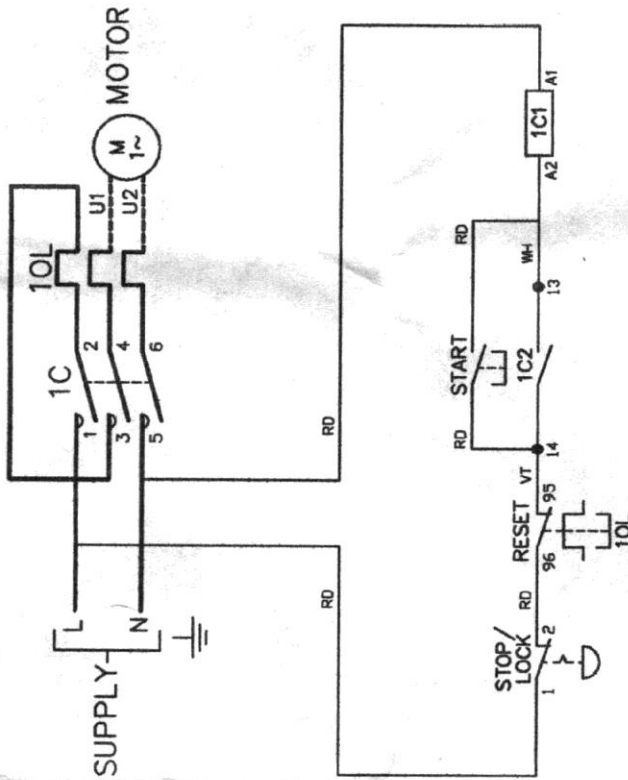 SUPPLY
L
N
1C
1
2
3
4
5
6
1OL
U1
U2
M
1~
MOTOR
RD
RD
STOP/
LOCK
1
2
RD
RESET
96
95
1OL
VT
14
RD
START
1C2
RD
13
WH
A2
1C1
A1